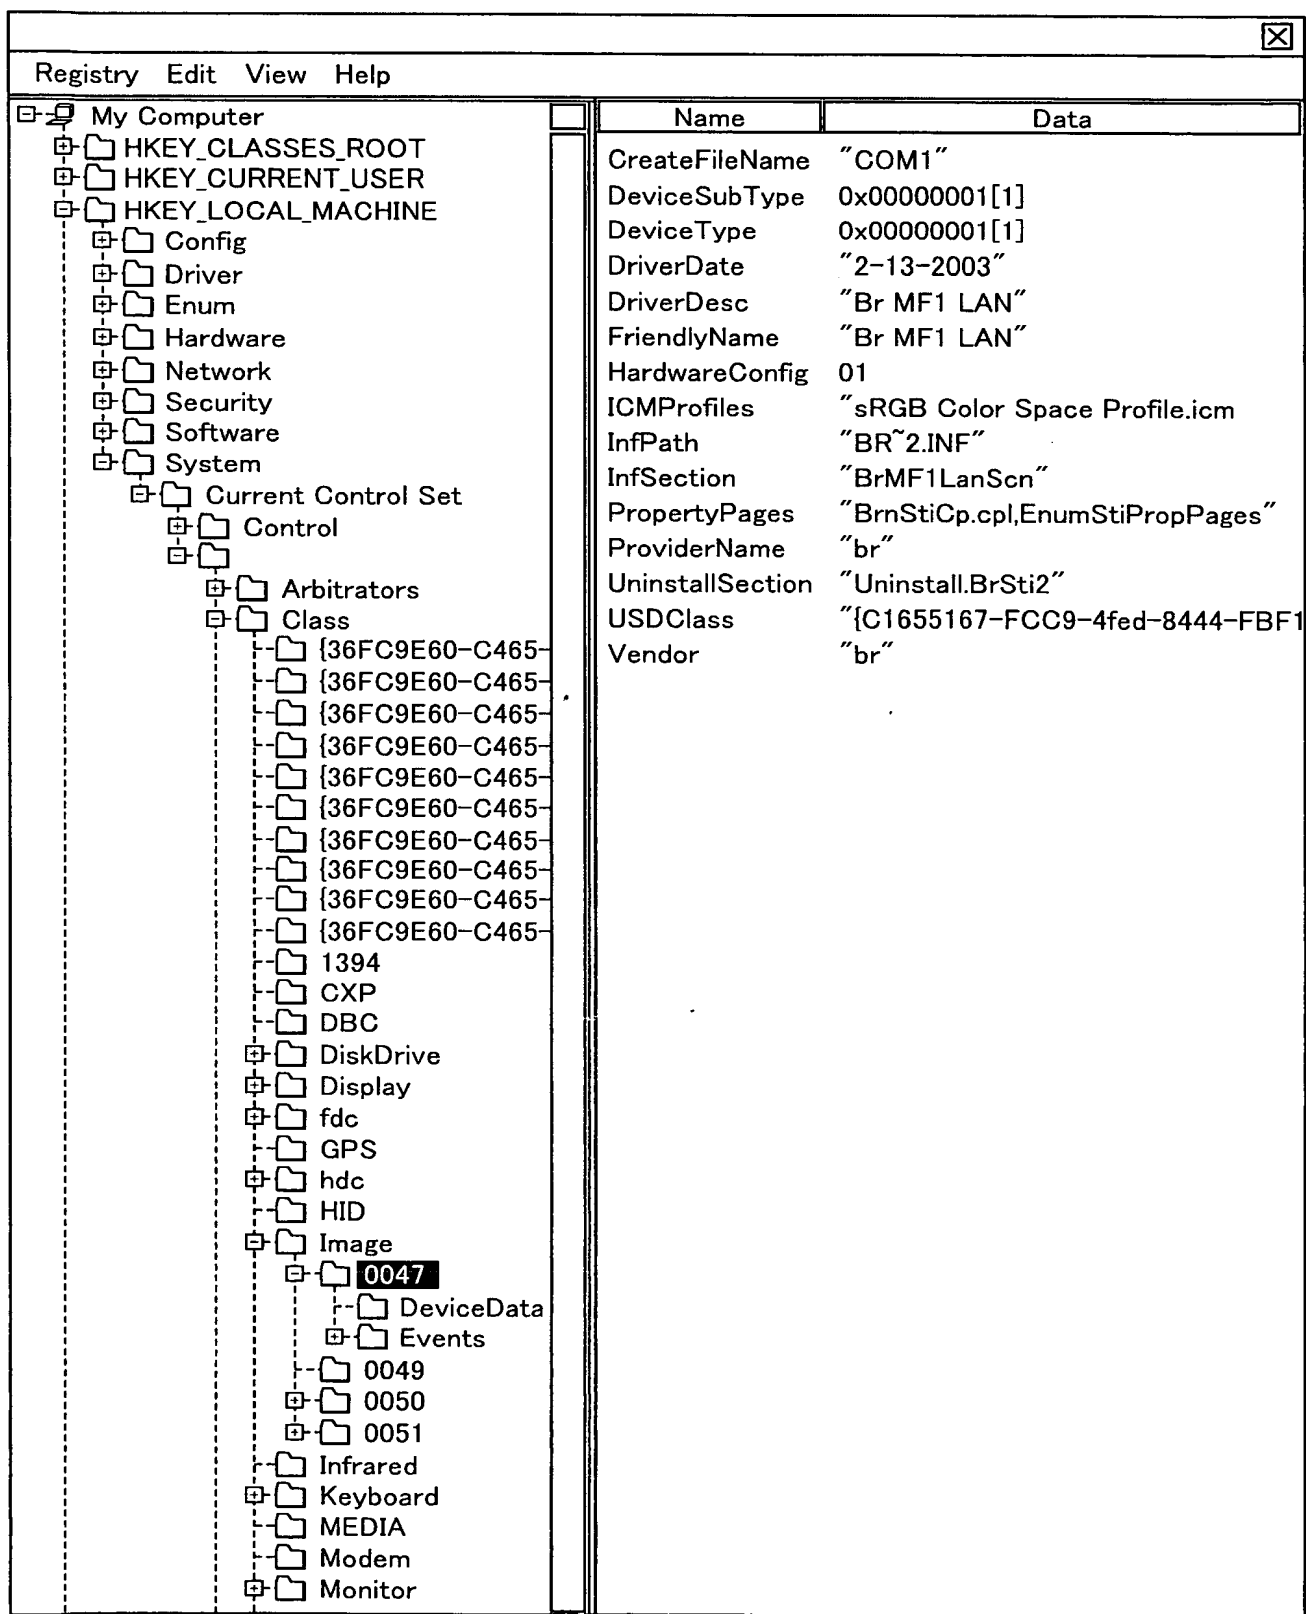 Registry Edit View Help
My Computer
HKEY_CLASSES_ROOT
HKEY_CURRENT_USER
HKEY_LOCAL_MACHINE
Config
Driver
Enum
Hardware
Network
Security
Software
System
Current Control Set
Control
Arbitrators
Class
{36FC9E60-C465-
{36FC9E60-C465-
{36FC9E60-C465-
{36FC9E60-C465-
{36FC9E60-C465-
{36FC9E60-C465-
{36FC9E60-C465-
{36FC9E60-C465-
{36FC9E60-C465-
{36FC9E60-C465-
1394
CXP
DBC
DiskDrive
Display
fdc
GPS
hdc
HID
Image
0047
DeviceData
Events
0049
0050
0051
Infrared
Keyboard
MEDIA
Modem
Monitor
Name Data
CreateFileName "COM1"
DeviceSubType 0x00000001[1]
DeviceType 0x00000001[1]
DriverDate "2-13-2003"
DriverDesc "Br MF1 LAN"
FriendlyName "Br MF1 LAN"
HardwareConfig 01
ICMProfiles "sRGB Color Space Profile.icm
InfPath "BR~2.INF"
InfSection "BrMF1LanScn"
PropertyPages "BrnStiCp.cpl,EnumStiPropPages"
ProviderName "br"
UninstallSection "Uninstall.BrSti2"
USDClass "{C1655167-FCC9-4fed-8444-FBF1
Vendor "br"